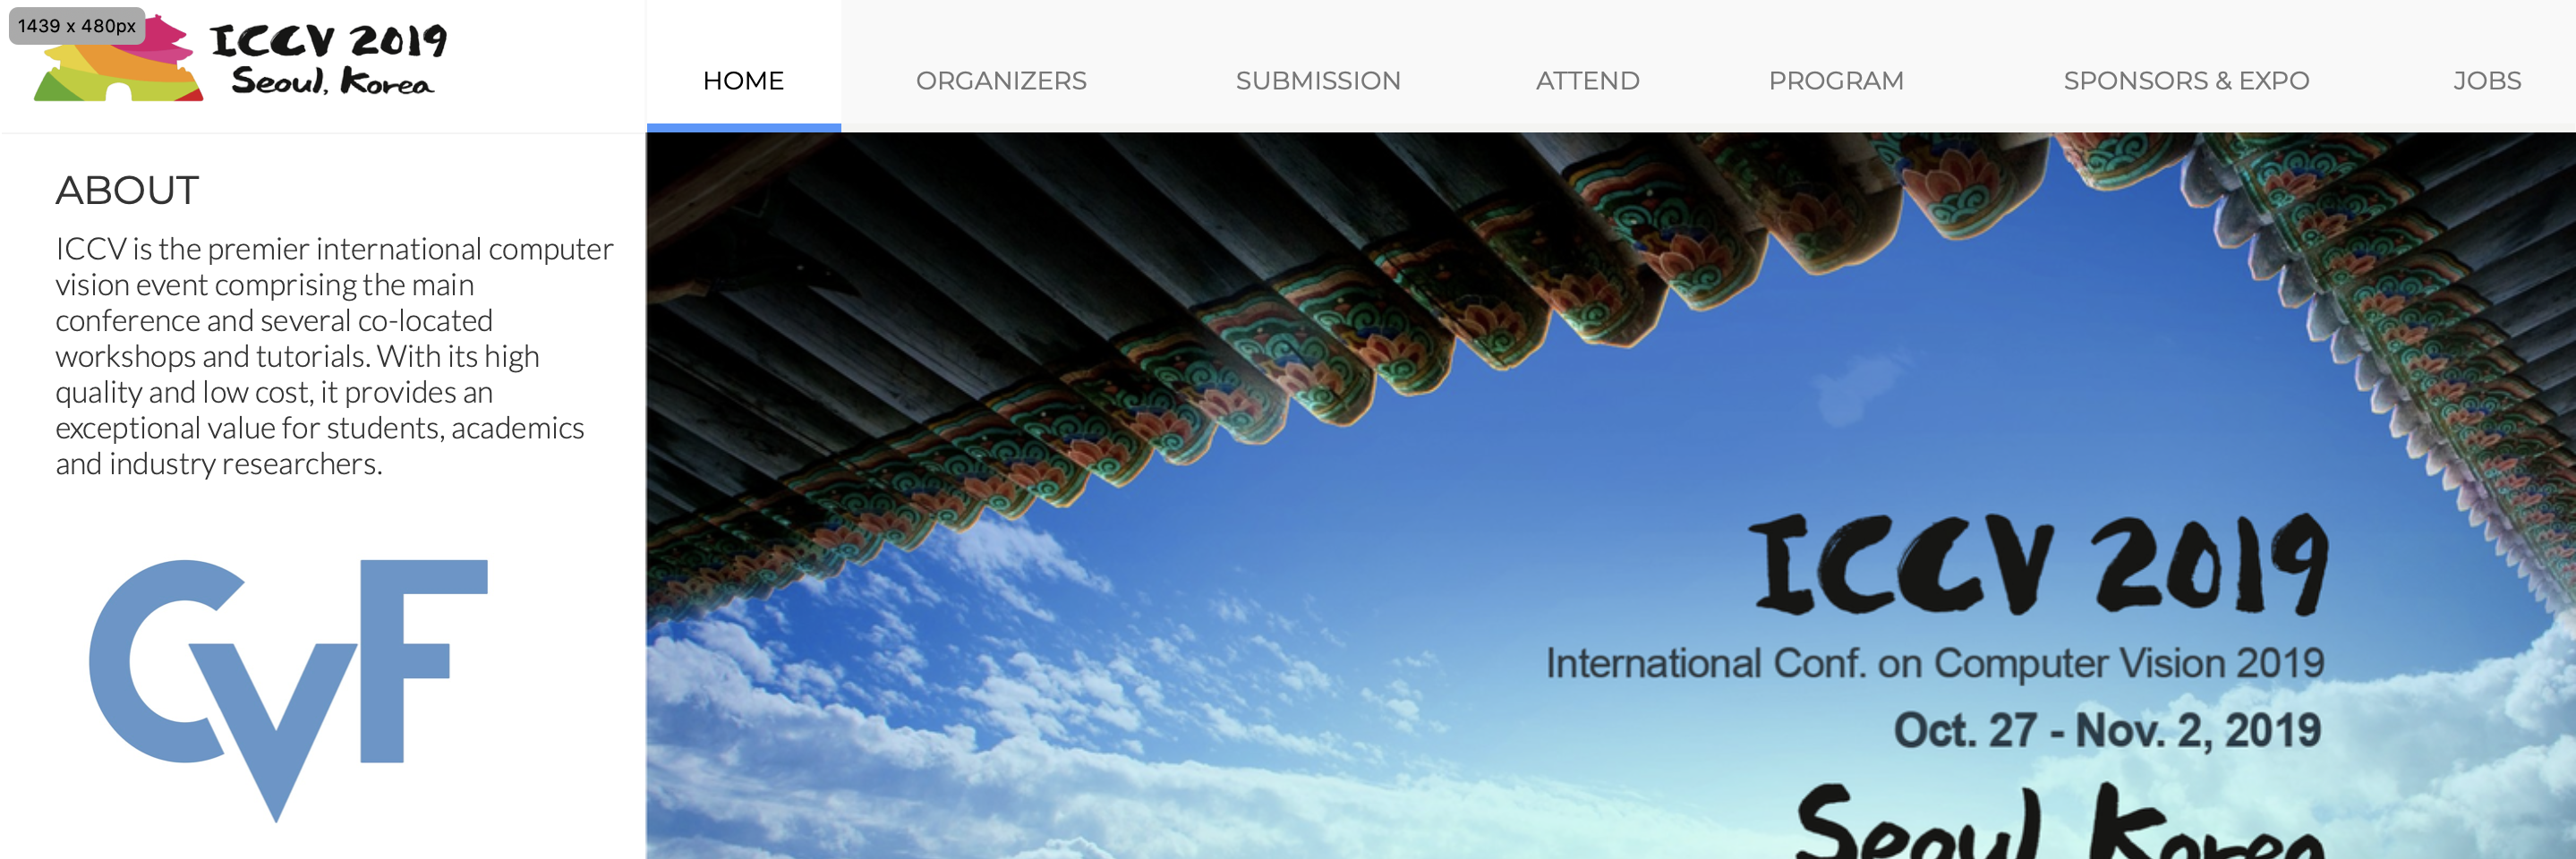 1439 x 480px
ICCV 2019
Seoul, Korea
HOME
ORGANIZERS
SUBMISSION
ATTEND
PROGRAM
SPONSORS & EXPO
JOBS
ABOUT
ICCV is the premier international computer
vision event comprising the main
conference and several co-located
workshops and tutorials. With its high
quality and low cost, it provides an
exceptional value for students, academics
and industry researchers.
CVF
ICCV 2019
International Conf. on Computer Vision 2019
Oct. 27 - Nov. 2, 2019
Seoul Korea